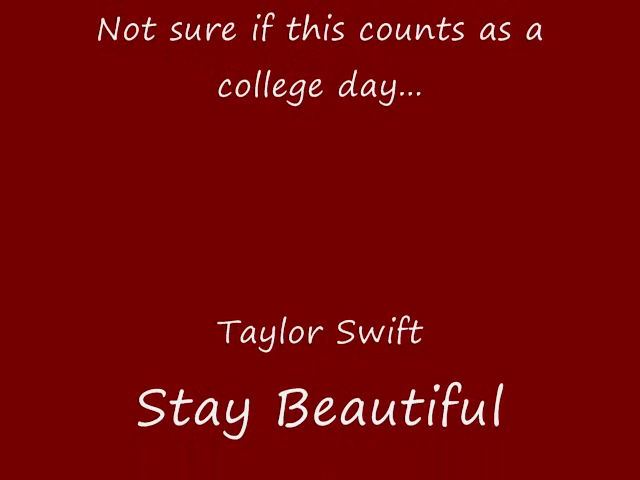 Not sure if this counts as a
college day...
Taylor Swift
Stay Beautiful